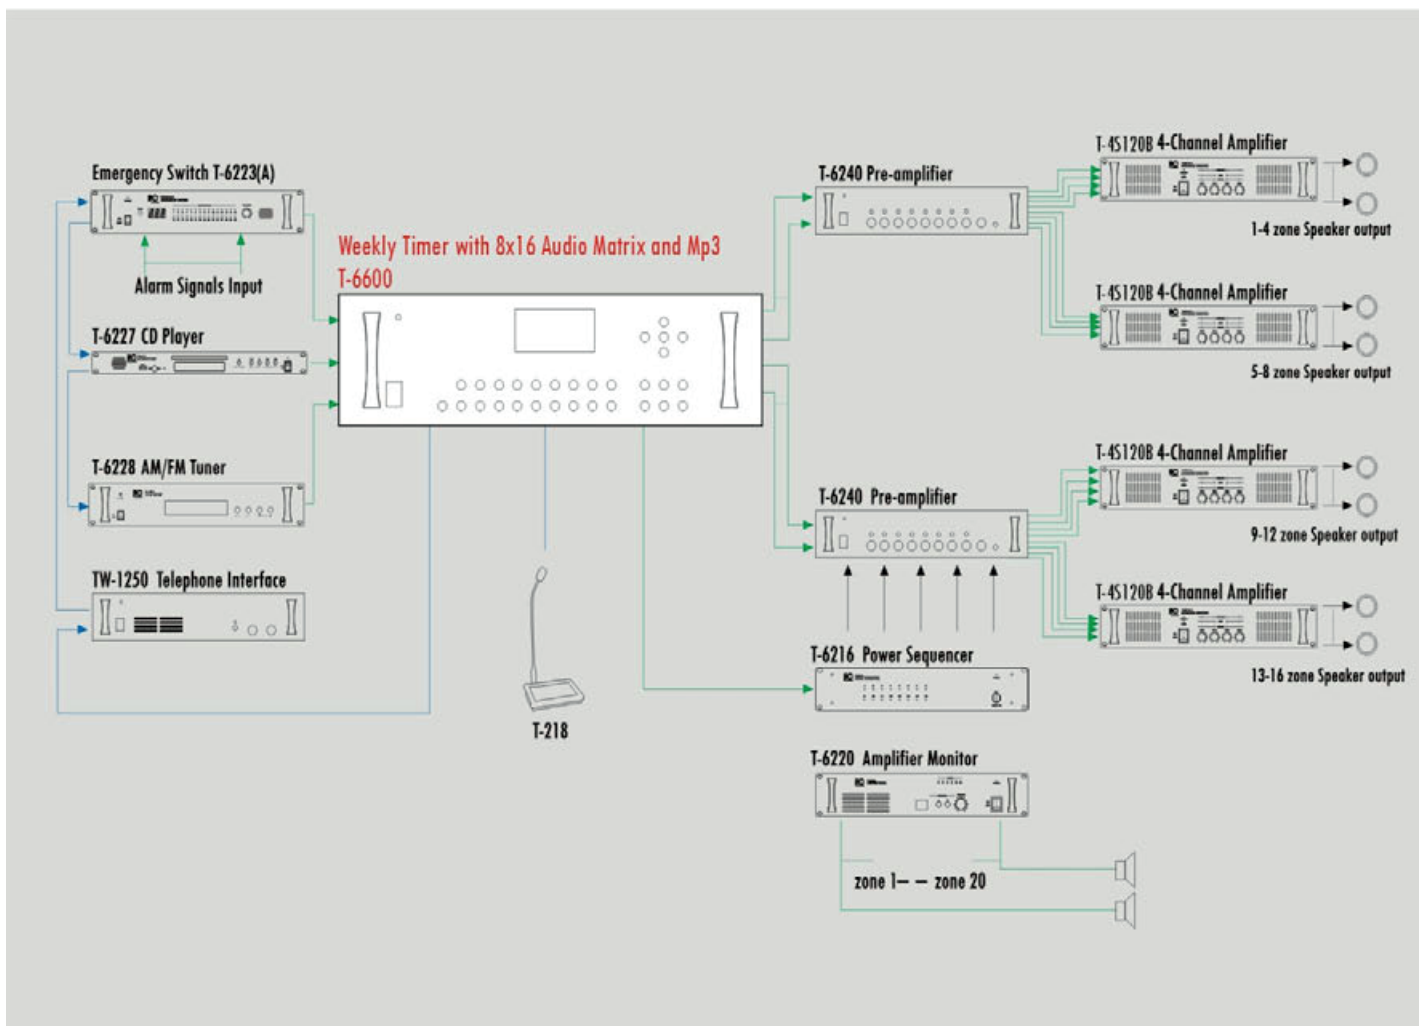 Emergency Switch T-6223(A)
Alarm Signals Input
T-6227 CD Player
T-6228 AM/FM Tuner
TW-1250 Telephone Interface
Weekly Timer with 8x16 Audio Matrix and Mp3
T-6600
T-218
T-6240 Pre-amplifier
T-6240 Pre-amplifier
T-6216 Power Sequencer
T-6220 Amplifier Monitor
zone 1— — zone 20
T-4S120B 4-Channel Amplifier
1-4 zone Speaker output
T-4S120B 4-Channel Amplifier
5-8 zone Speaker output
T-4S120B 4-Channel Amplifier
9-12 zone Speaker output
T-4S120B 4-Channel Amplifier
13-16 zone Speaker output